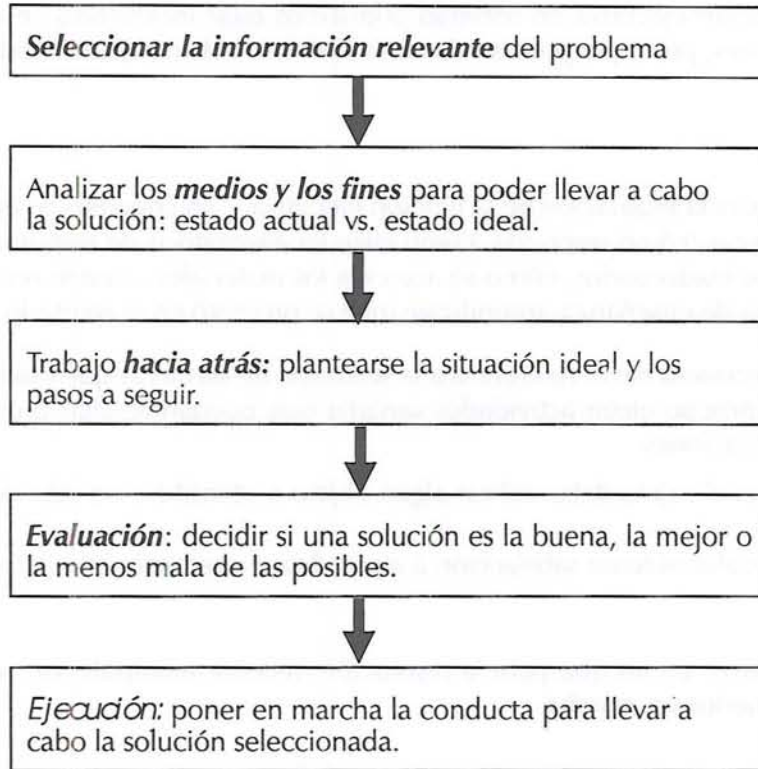 Seleccionar la información relevante del problema
Analizar los medios y los fines para poder llevar a cabo
la solución: estado actual vs. estado ideal.
Trabajo hacia atrás: plantearse la situación ideal y los
pasos a seguir.
Evaluación: decidir si una solución es la buena, la mejor o
la menos mala de las posibles.
Ejecución: poner en marcha la conducta para llevar a
cabo la solución seleccionada.